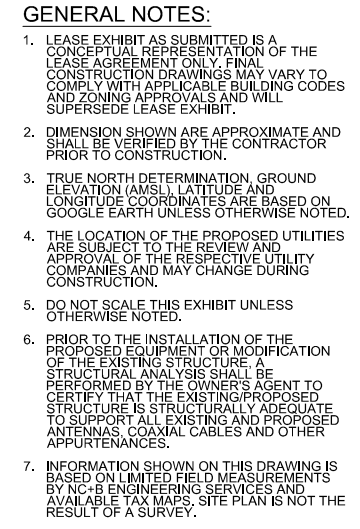 GENERAL NOTES:
1. LEASE EXHIBIT AS SUBMITTED IS A
CONCEPTUAL REPRESENTATION OF THE
LEASE AGREEMENT ONLY. FINAL
CONSTRUCTION DRAWINGS MAY VARY TO
COMPLY WITH APPLICABLE BUILDING CODES
AND ZONING APPROVALS AND WILL
SUPERSEDE LEASE EXHIBIT.
2. DIMENSION SHOWN ARE APPROXIMATE AND
SHALL BE VERIFIED BY THE CONTRACTOR
PRIOR TO CONSTRUCTION.
3. TRUE NORTH DETERMINATION, GROUND
ELEVATION (AMSL), LATITUDE AND
LONGITUDE COORDINATES ARE BASED ON
GOOGLE EARTH UNLESS OTHERWISE NOTED.
4. THE LOCATION OF THE PROPOSED UTILITIES
ARE SUBJECT TO THE REVIEW AND
APPROVAL OF THE RESPECTIVE UTILITY
COMPANIES AND MAY CHANGE DURING
CONSTRUCTION.
5. DO NOT SCALE THIS EXHIBIT UNLESS
OTHERWISE NOTED.
6. PRIOR TO THE INSTALLATION OF THE
PROPOSED EQUIPMENT OR MODIFICATION
OF THE EXISTING STRUCTURE, A
STRUCTURAL ANALYSIS SHALL BE
PERFORMED BY THE OWNER'S AGENT TO
CERTIFY THAT THE EXISTING/PROPOSED
STRUCTURE IS STRUCTURALLY ADEQUATE
TO SUPPORT ALL EXISTING AND PROPOSED
ANTENNAS, COAXIAL CABLES AND OTHER
APPURTENANCES.
7. INFORMATION SHOWN ON THIS DRAWING IS
BASED ON LIMITED FIELD MEASUREMENTS
BY NC+B ENGINEERING SERVICES AND
AVAILABLE TAX MAPS. SITE PLAN IS NOT THE
RESULT OF A SURVEY.